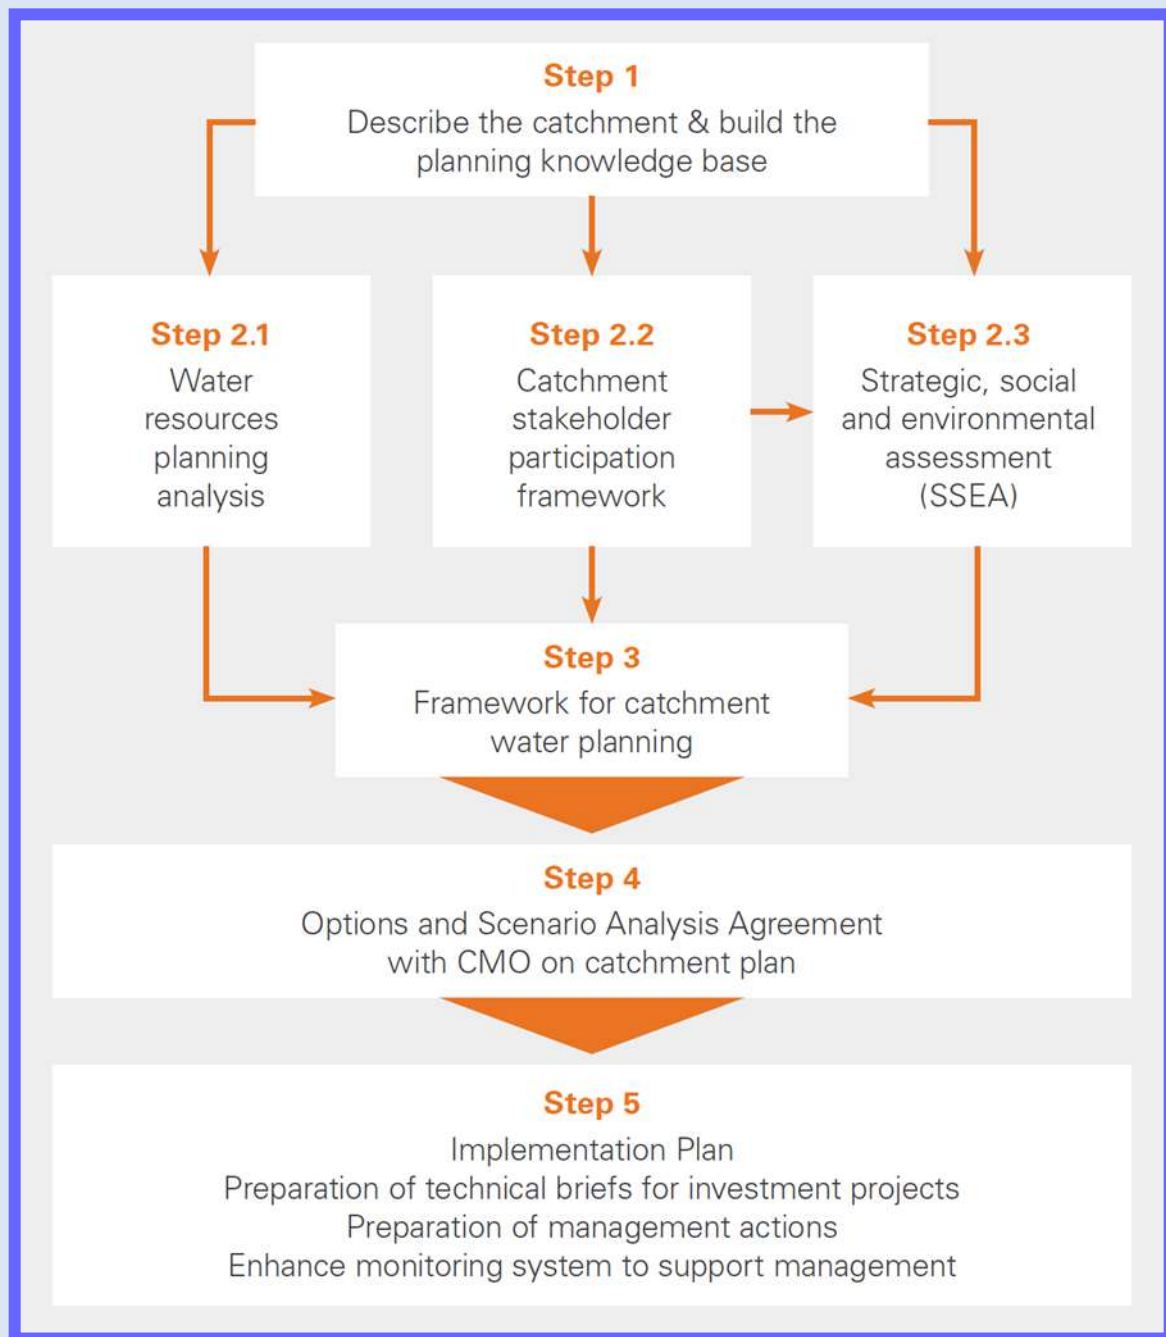 Step 1
Describe the catchment & build the
planning knowledge base
Step 2.1
Water
resources
planning
analysis
Step 2.2
Catchment
stakeholder
participation
framework
Step 2.3
Strategic, social
and environmental
assessment
(SSEA)
Step 3
Framework for catchment
water planning
Step 4
Options and Scenario Analysis Agreement
with CMO on catchment plan
Step 5
Implementation Plan
Preparation of technical briefs for investment projects
Preparation of management actions
Enhance monitoring system to support management